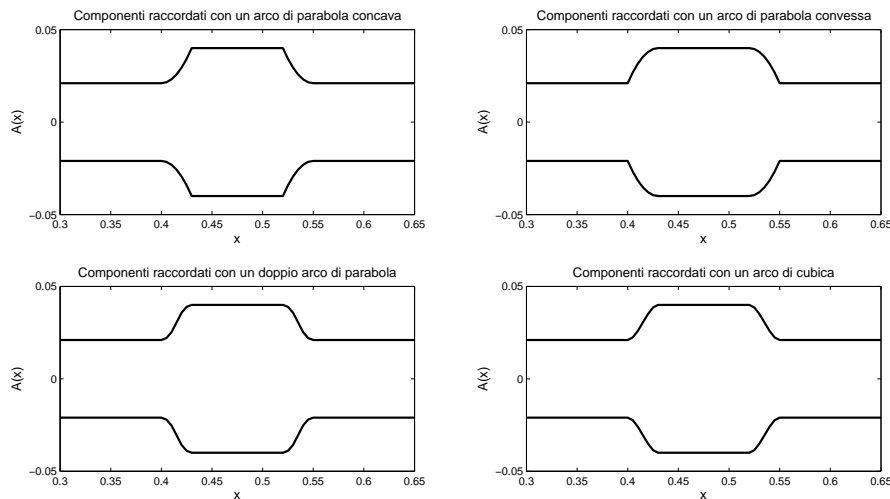 Componenti raccordati con un arco di parabola concava
0.05
0
−0.05
A(x)
0.3 0.35 0.4 0.45 0.5 0.55 0.6 0.65
x
Componenti raccordati con un arco di parabola convessa
0.05
0
−0.05
A(x)
0.3 0.35 0.4 0.45 0.5 0.55 0.6 0.65
x
Componenti raccordati con un doppio arco di parabola
0.05
0
−0.05
A(x)
0.3 0.35 0.4 0.45 0.5 0.55 0.6 0.65
x
Componenti raccordati con un arco di cubica
0.05
0
−0.05
A(x)
0.3 0.35 0.4 0.45 0.5 0.55 0.6 0.65
x